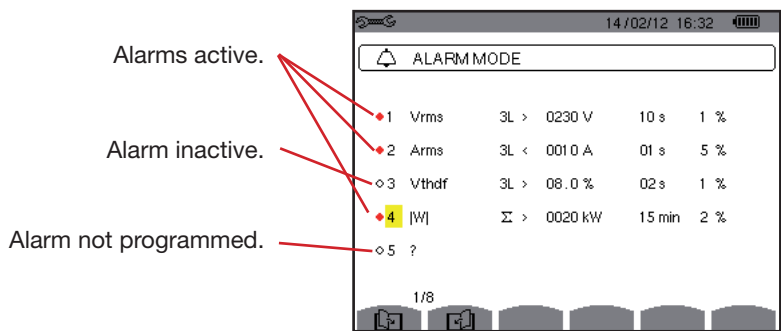 14/02/12 16:32
ALARM MODE
Alarms active.
1 Vrms 3L > 0230 V 10 s 1 %
2 Arms 3L < 0010 A 01 s 5 %
Alarm inactive.
3 Vthdf 3L > 08.0 % 02 s 1 %
4 |W| Σ > 0020 kW 15 min 2 %
Alarm not programmed.
5 ?
1/8